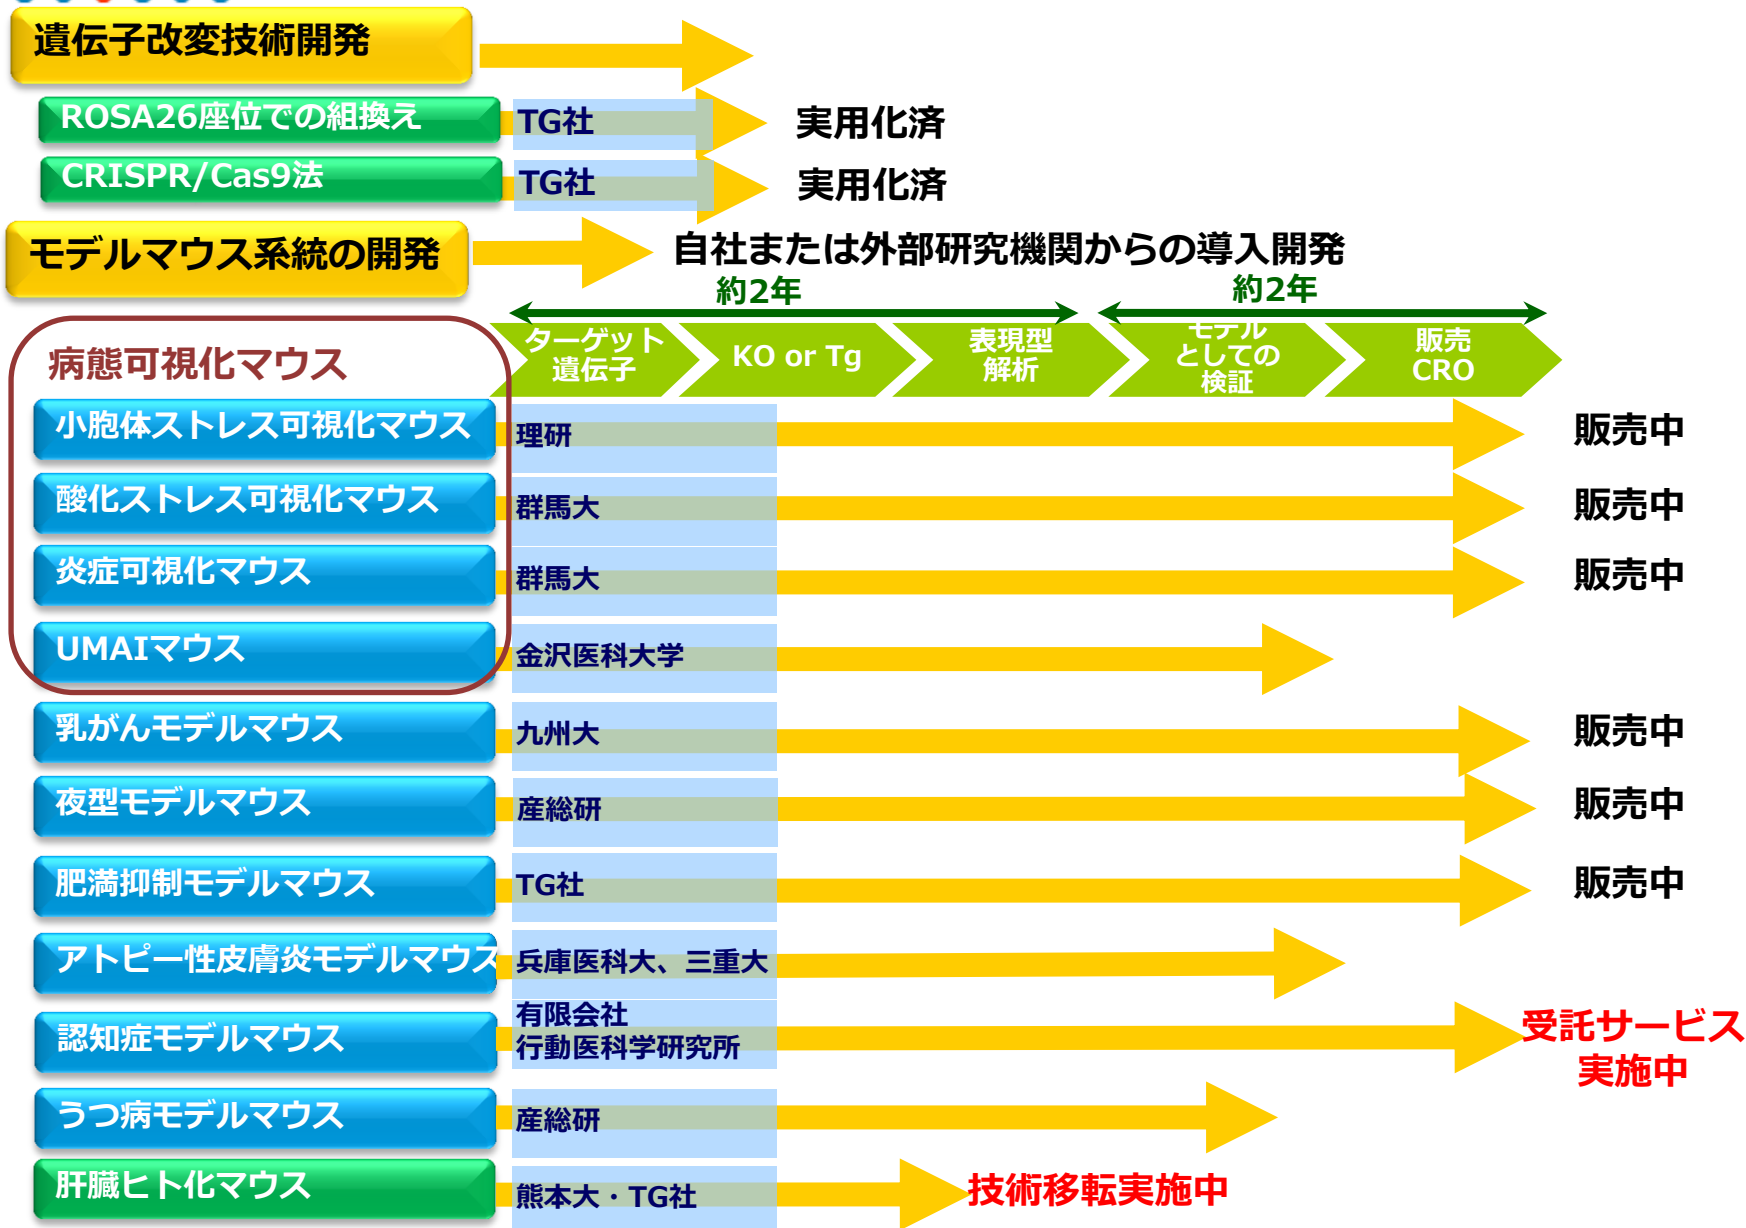 遺伝子改変技術開発
ROSA26座位での組換え
TG社
実用化済
CRISPR/Cas9法
TG社
実用化済
モデルマウス系統の開発
自社または外部研究機関からの導入開発
約2年
約2年
病態可視化マウス
ターゲット
遺伝子
KO or Tg
表現型
解析
モデル
としての
検証
販売
CRO
小胞体ストレス可視化マウス
理研
販売中
酸化ストレス可視化マウス
群馬大
販売中
炎症可視化マウス
群馬大
販売中
UMAIマウス
金沢医科大学
乳がんモデルマウス
九州大
販売中
夜型モデルマウス
産総研
販売中
肥満抑制モデルマウス
TG社
販売中
アトピー性皮膚炎モデルマウス
兵庫医科大、三重大
認知症モデルマウス
有限会社
行動医科学研究所
受託サービス
実施中
うつ病モデルマウス
産総研
肝臓ヒト化マウス
熊本大・TG社
技術移転実施中